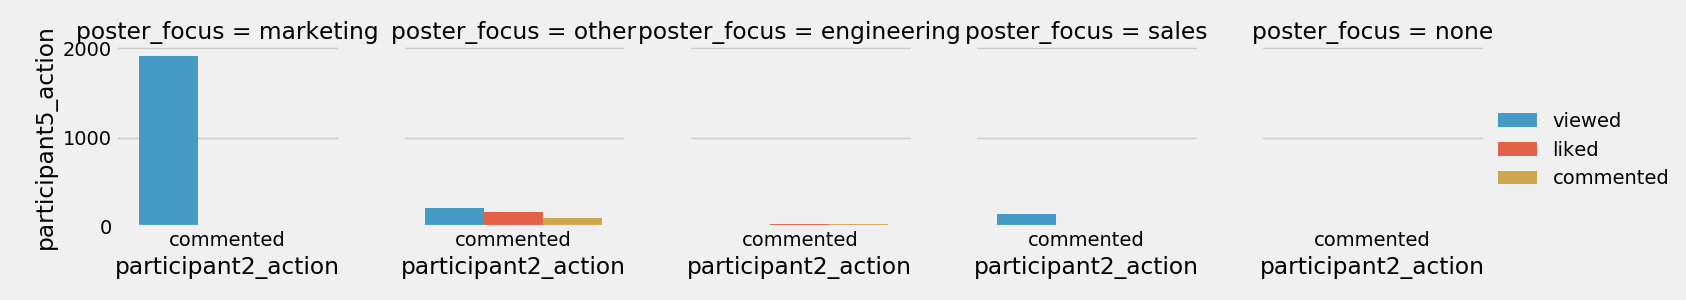 poster_focus = marketing
poster_focus = other
poster_focus = engineering
poster_focus = sales
poster_focus = none
participant5_action
2000
1000
0
viewed
liked
commented
commented
commented
commented
commented
commented
participant2_action
participant2_action
participant2_action
participant2_action
participant2_action